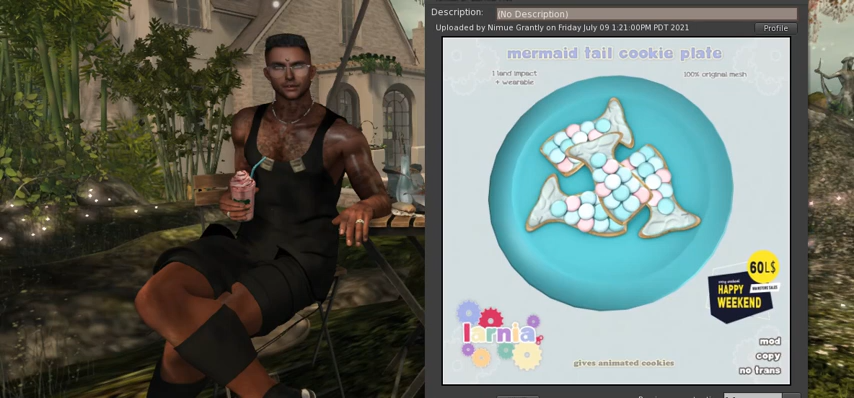 Description:
(No Description)
Uploaded by Nimue Grantly on Friday July 09 1:21:00PM PDT 2021
Profile
mermaid tail cookie plate
1 land impact
+ wearable
100% original mesh
60L$
HAPPY
WEEKEND
larnia
mod
copy
no trans
gives animated cookies